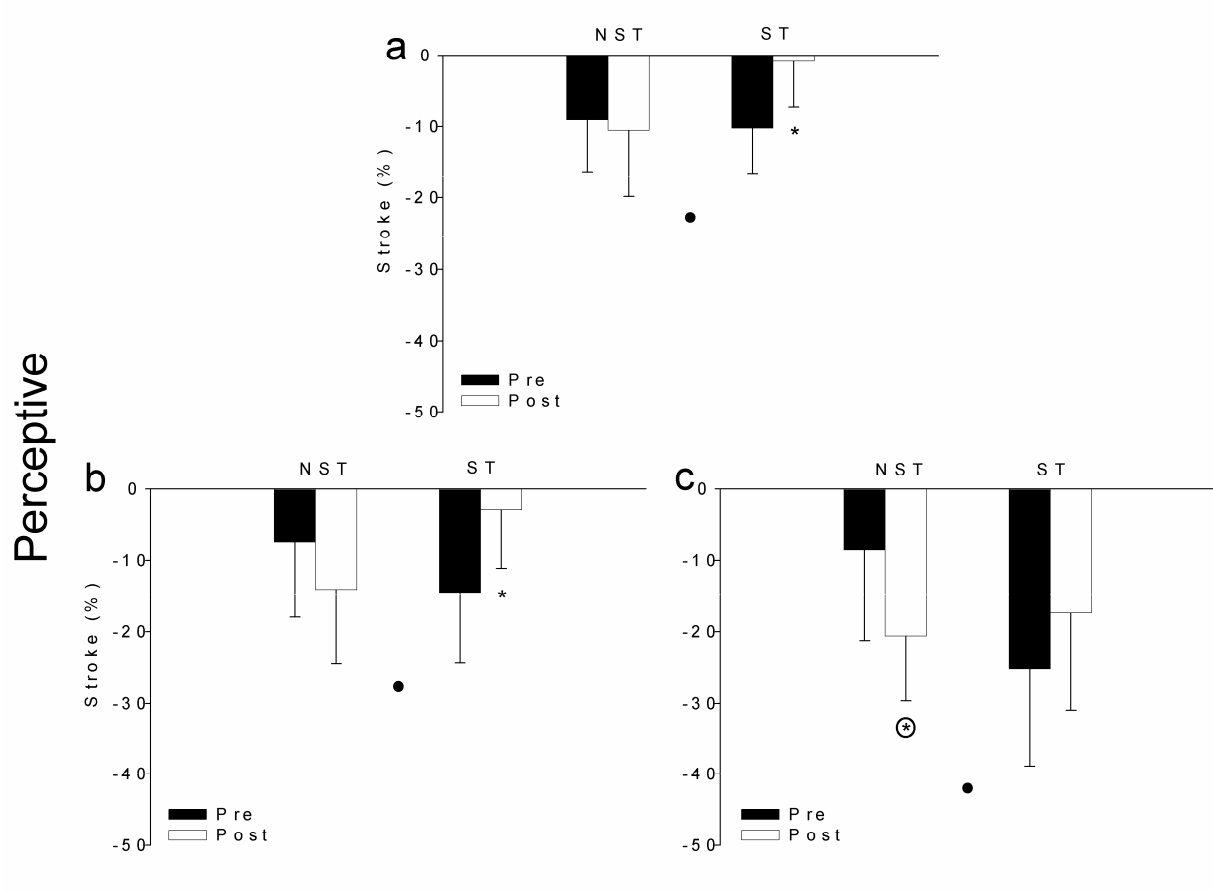 Perceptive
a
NST ST
0
-10
-20
-30
-40
-50
Stroke (%)
*
●
Pre
Post
b
NST ST
0
-10
-20
-30
-40
-50
Stroke (%)
*
●
Pre
Post
c
NST ST
0
-10
-20
-30
-40
-50
*
●
Pre
Post